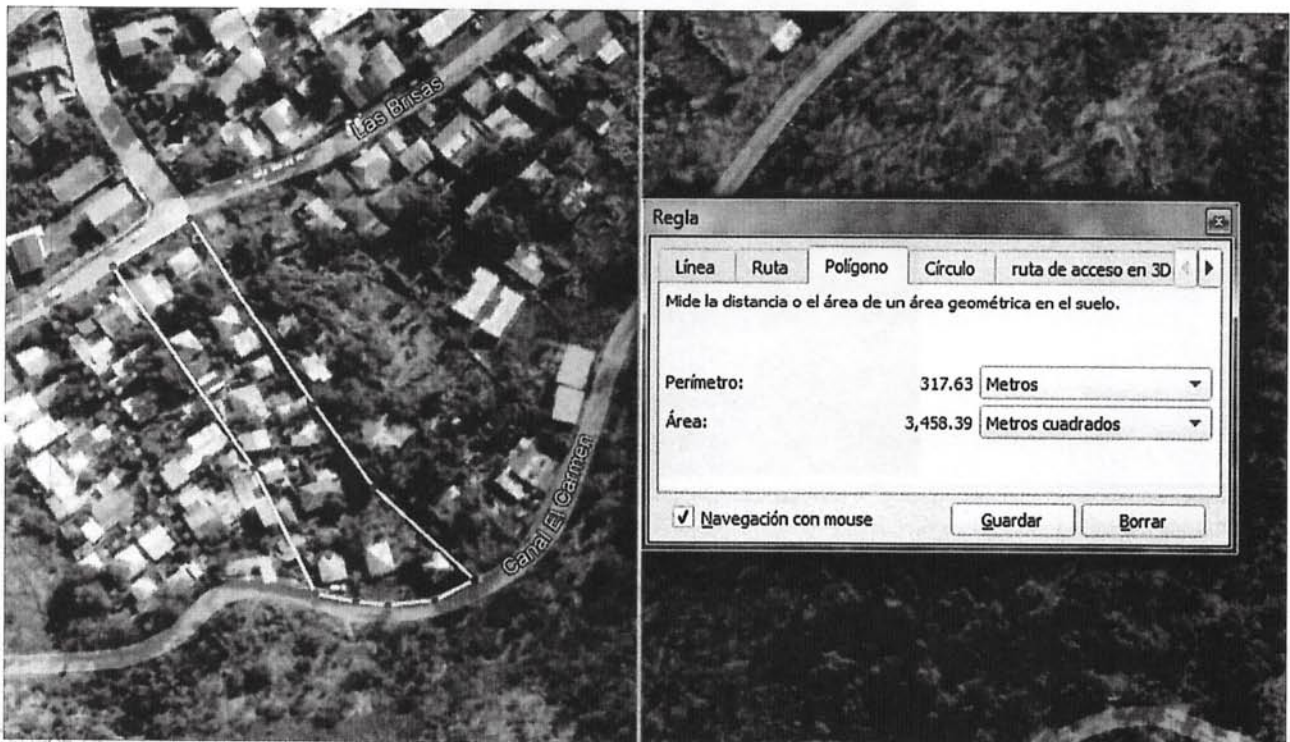 Las Brisas
Canal El Carmen
Regla
Línea Ruta Polígono Círculo ruta de acceso en 3D
Mide la distancia o el área de un área geométrica en el suelo.
Perímetro: 317.63 Metros
Área: 3,458.39 Metros cuadrados
Navegación con mouse Guardar Borrar